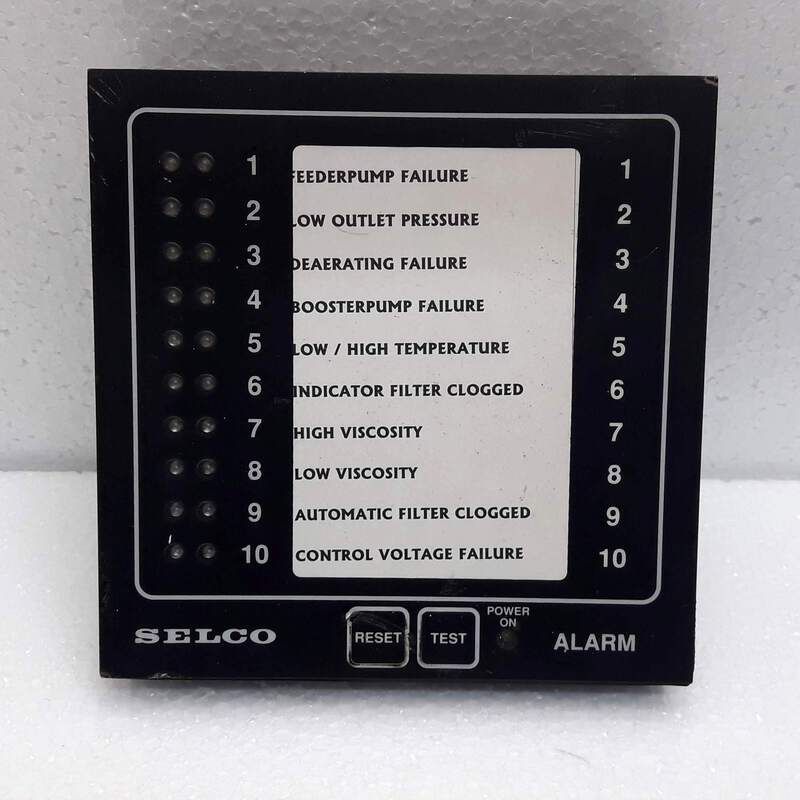 1 FEEDERPUMP FAILURE 1
2 LOW OUTLET PRESSURE 2
3 DEAERATING FAILURE 3
4 BOOSTERPUMP FAILURE 4
5 LOW / HIGH TEMPERATURE 5
6 INDICATOR FILTER CLOGGED 6
7 HIGH VISCOSITY 7
8 LOW VISCOSITY 8
9 AUTOMATIC FILTER CLOGGED 9
10 CONTROL VOLTAGE FAILURE 10
POWER
ON
SELCO RESET TEST ALARM